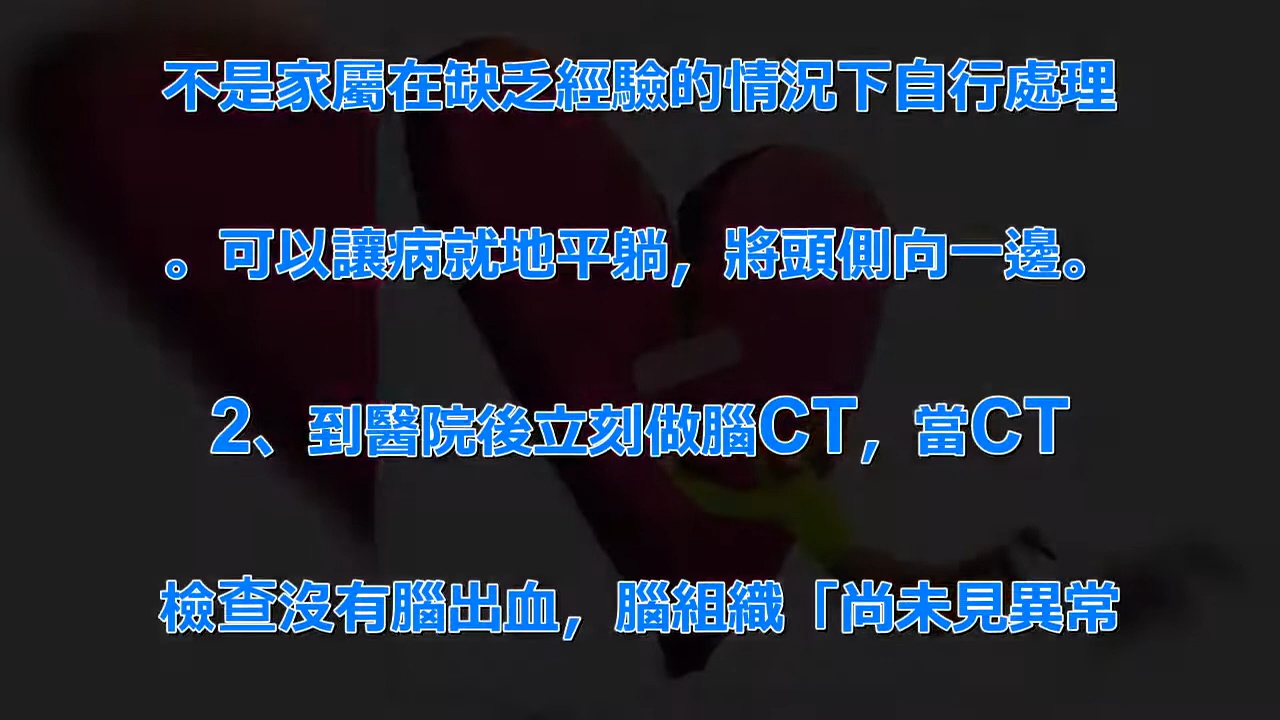 不是家屬在缺乏經驗的情況下自行處理
。可以讓病就地平躺，將頭側向一邊。
2、到醫院後立刻做腦CT，當CT
檢查沒有腦出血，腦組織「尚未見異常